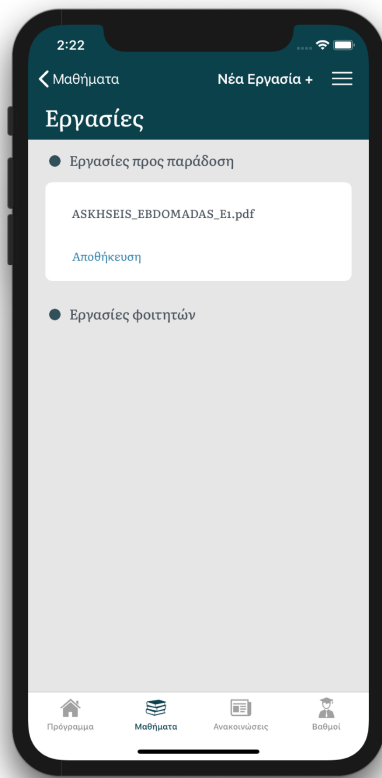 2:22
Μαθήματα
Νέα Εργασία +
Εργασίες
Εργασίες προς παράδοση
ASKHSEIS_EBDOMADAS_E1.pdf
Αποθήκευση
Εργασίες φοιτητών
Πρόγραμμα
Μαθήματα
Ανακοινώσεις
Βαθμοί